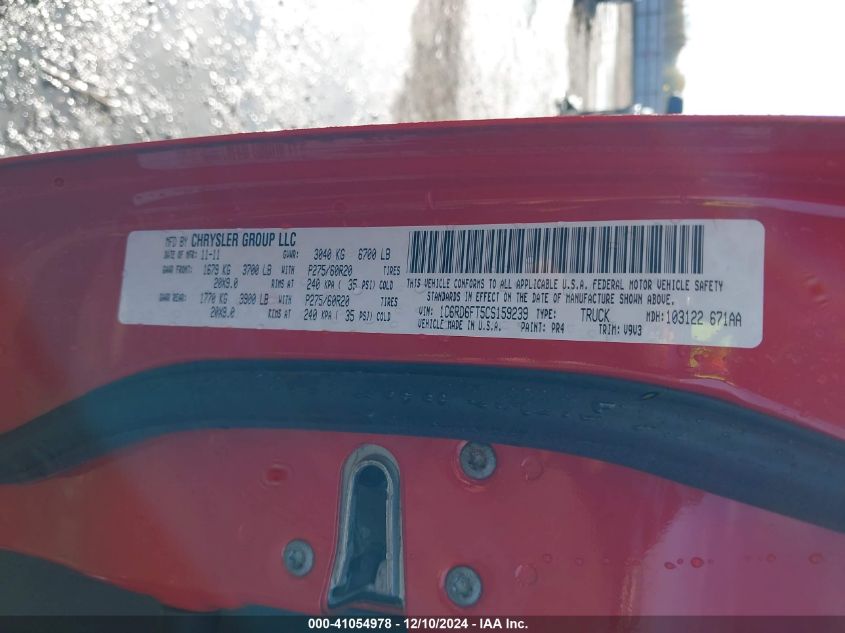 MFD BY CHRYSLER GROUP LLC
DATE OF MFR: 11-11 GVWR: 3040 KG 6700 LB
GAWR FRONT: 1679 KG 3700 LB WITH P275/60R20 TIRES
20X9.0 RIMS AT 240 KPA ( 35 PSI) COLD
GAWR REAR: 1770 KG 3900 LB WITH P275/60R20 TIRES
20X9.0 RIMS AT 240 KPA ( 35 PSI) COLD
THIS VEHICLE CONFORMS TO ALL APPLICABLE U.S.A. FEDERAL MOTOR VEHICLE SAFETY
STANDARDS IN EFFECT ON THE DATE OF MANUFACTURE SHOWN ABOVE.
VIN: 1C6RD6FT5CS159239 TYPE: TRUCK MDH: 103122 671AA
VEHICLE MADE IN U.S.A. PAINT: PR4 TRIM: V9V3
000-41054978 - 12/10/2024 - IAA Inc.